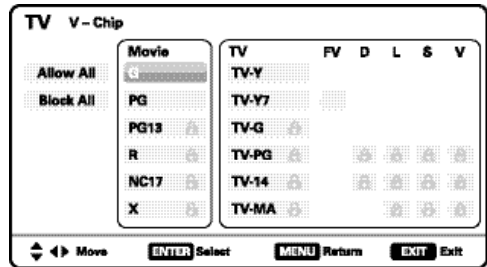 TV V - Chip
Movie TV FV D L S V
Allow All G TV-Y
Block All PG TV-Y7
PG13 TV-G
R TV-PG
NC17 TV-14
X TV-MA
Move ENTER Select MENU Return EXIT Exit